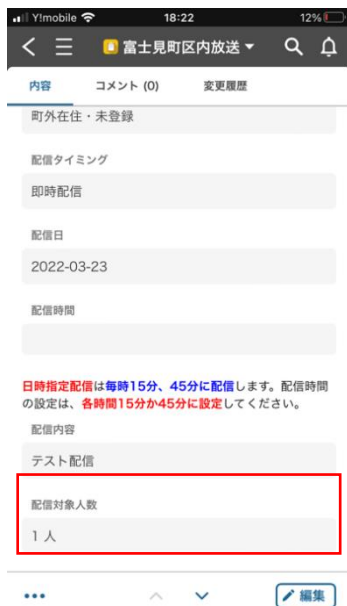 Y!mobile 18:22 12%
富士見町区内放送▼
内容 コメント (0) 変更履歴
町外在住・未登録
配信タイミング
即時配信
配信日
2022-03-23
配信時間
日時指定配信は毎時15分、45分に配信します。配信時間
の設定は、各時間15分か45分に設定してください。
配信内容
テスト配信
配信対象人数
1 人
編集